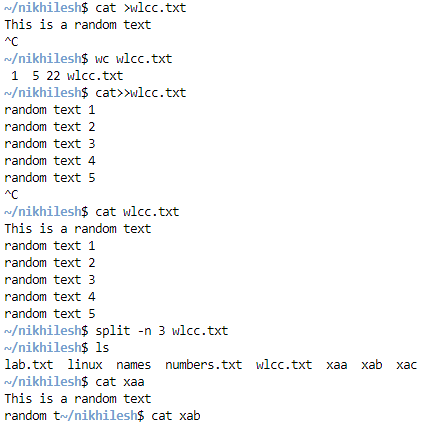 ~/nikhilesh$ cat >wlcc.txt
This is a random text
^C
~/nikhilesh$ wc wlcc.txt
 1  5 22 wlcc.txt
~/nikhilesh$ cat>>wlcc.txt
random text 1
random text 2
random text 3
random text 4
random text 5
^C
~/nikhilesh$ cat wlcc.txt
This is a random text
random text 1
random text 2
random text 3
random text 4
random text 5
~/nikhilesh$ split -n 3 wlcc.txt
~/nikhilesh$ ls
lab.txt  linux  names  numbers.txt  wlcc.txt  xaa  xab  xac
~/nikhilesh$ cat xaa
This is a random text
random t~/nikhilesh$ cat xab